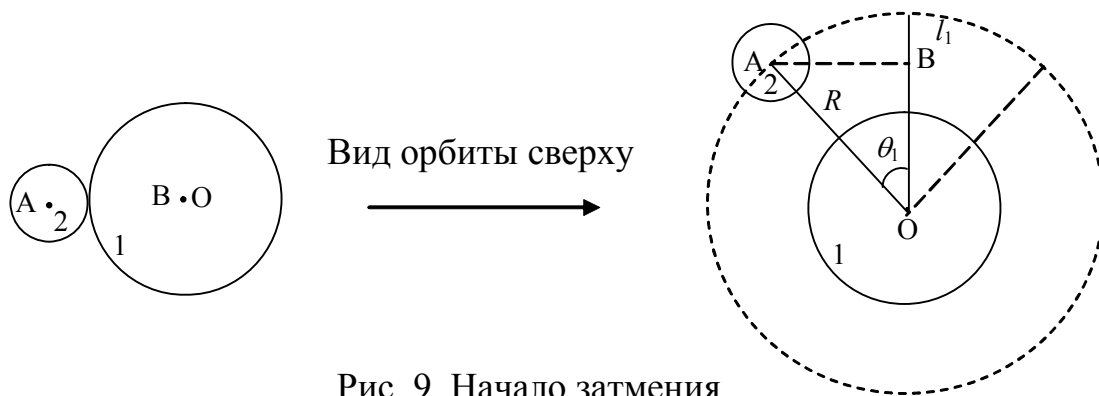 Вид орбиты сверху
A
2
B
O
1
A
2
R
θ1
l1
B
O
1
Рис. 9. Начало затмения